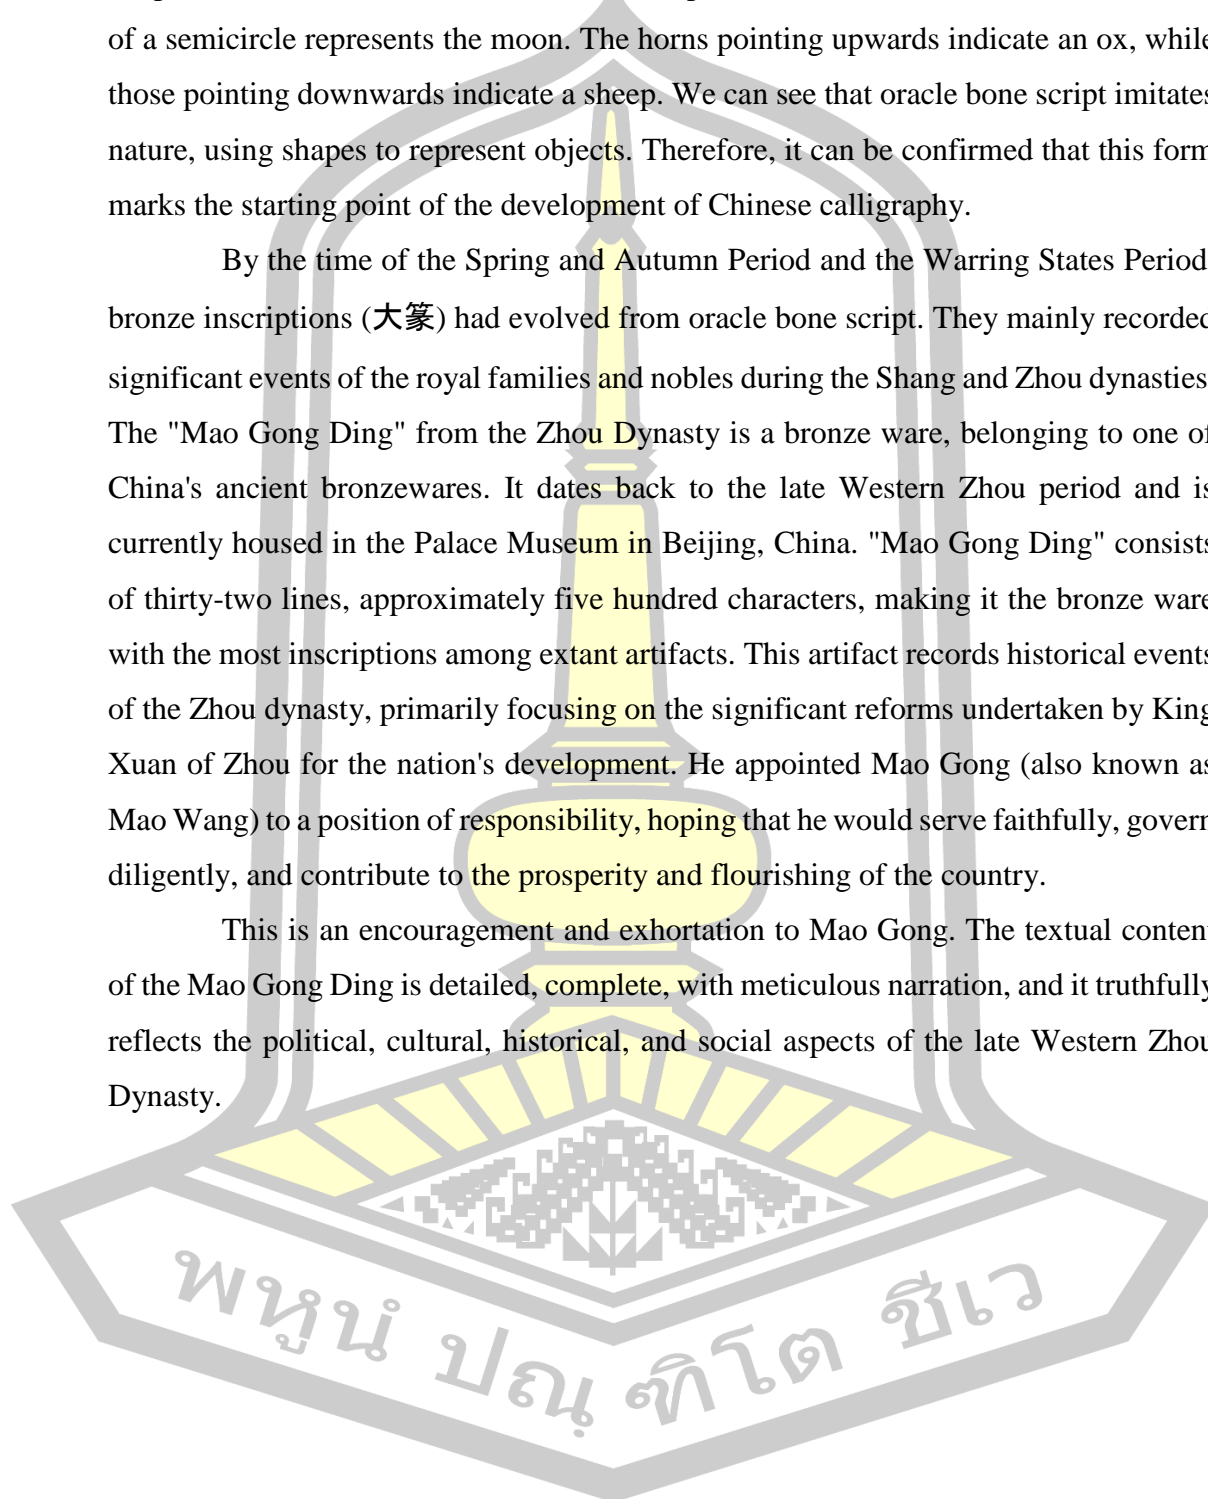 of a semicircle represents the moon. The horns pointing upwards indicate an ox, while
those pointing downwards indicate a sheep. We can see that oracle bone script imitates
nature, using shapes to represent objects. Therefore, it can be confirmed that this form
marks the starting point of the development of Chinese calligraphy.
By the time of the Spring and Autumn Period and the Warring States Period
bronze inscriptions (大篆) had evolved from oracle bone script. They mainly recorded
significant events of the royal families and nobles during the Shang and Zhou dynasties
The "Mao Gong Ding" from the Zhou Dynasty is a bronze ware, belonging to one of
China's ancient bronzewares. It dates back to the late Western Zhou period and is
currently housed in the Palace Museum in Beijing, China. "Mao Gong Ding" consists
of thirty-two lines, approximately five hundred characters, making it the bronze ware
with the most inscriptions among extant artifacts. This artifact records historical events
of the Zhou dynasty, primarily focusing on the significant reforms undertaken by King
Xuan of Zhou for the nation's development. He appointed Mao Gong (also known as
Mao Wang) to a position of responsibility, hoping that he would serve faithfully, govern
diligently, and contribute to the prosperity and flourishing of the country.
This is an encouragement and exhortation to Mao Gong. The textual content
of the Mao Gong Ding is detailed, complete, with meticulous narration, and it truthfully
reflects the political, cultural, historical, and social aspects of the late Western Zhou
Dynasty.
พหูนํ ปณฺฑิโต ชีเว